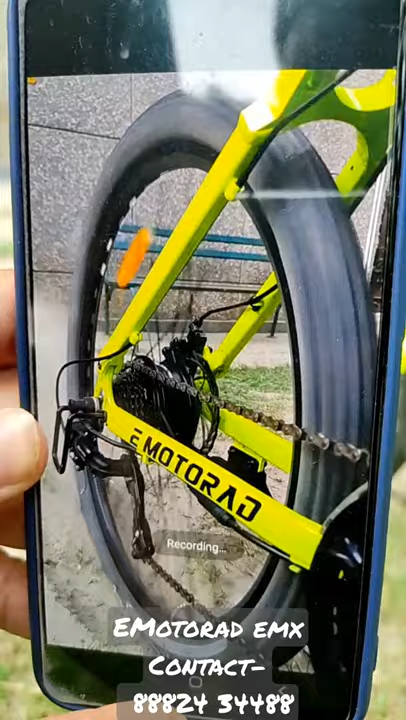 EMOTORAD
Recording...
EMotorad emx
Contact-
88824 34488